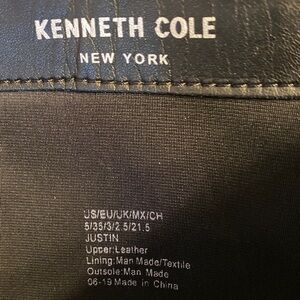 KENNETH COLE
NEW YORK
US/EU/UK/MX/CH
5/35/3/2.5/21.5
JUSTIN
Upper:Leather
Lining:Man Made/Textile
Outsole:Man Made
06-19 Made in China